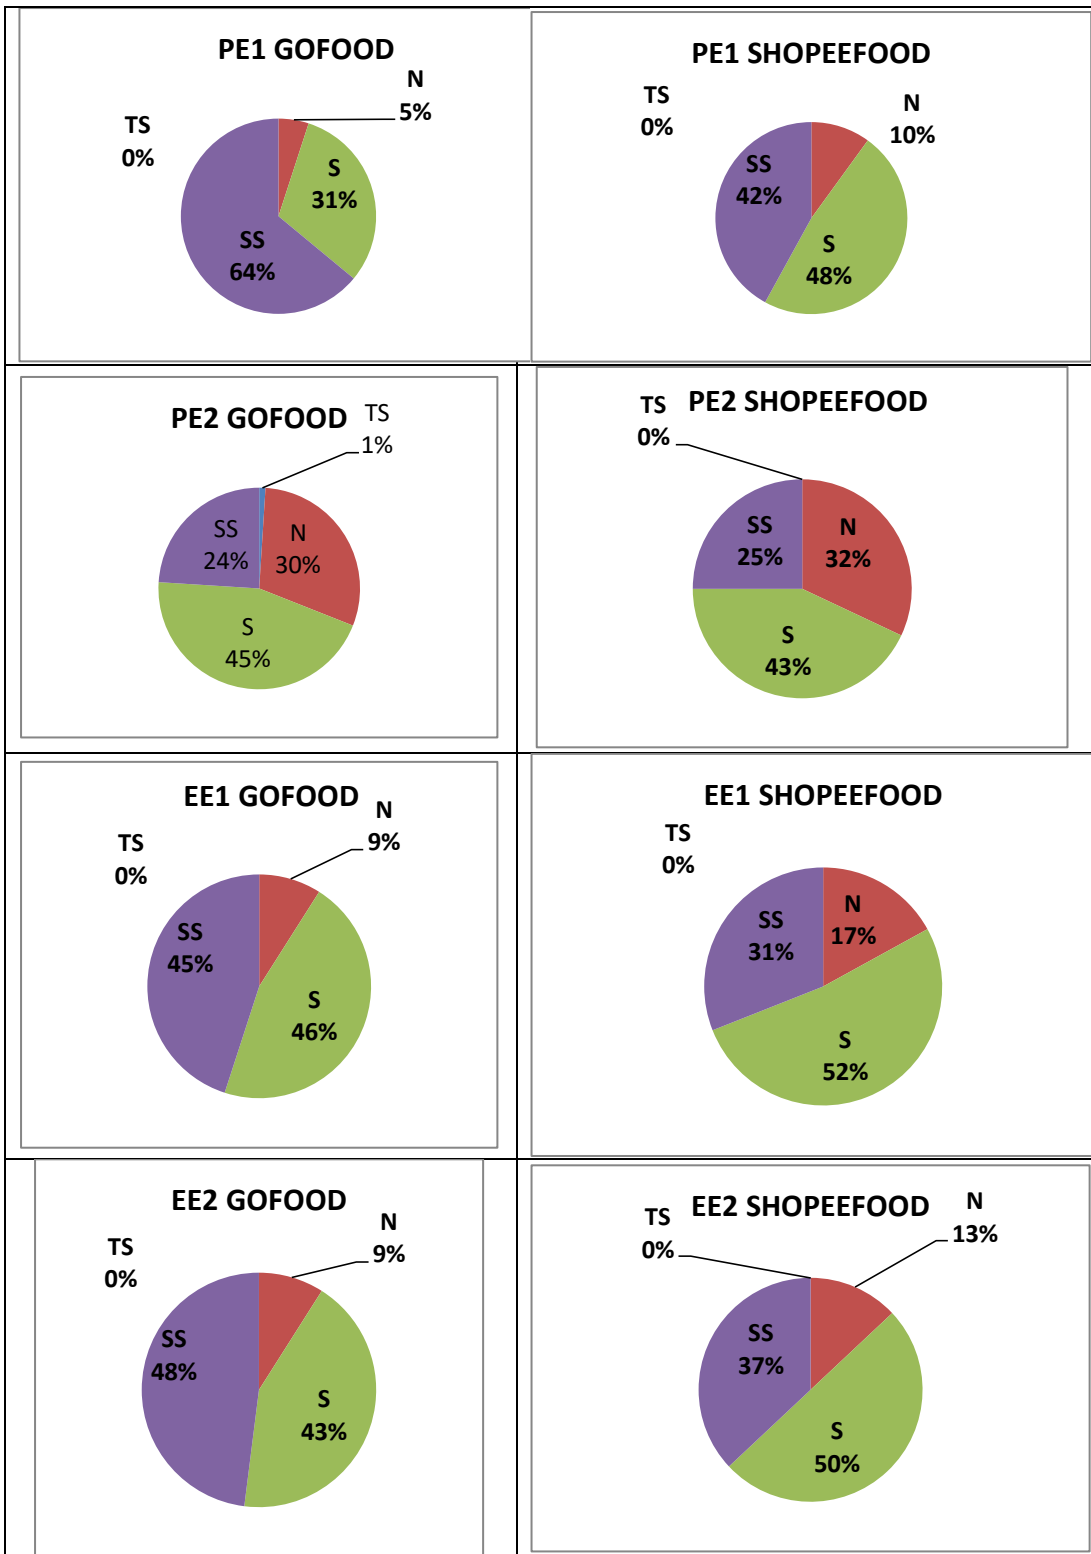 PE1 GOFOOD
TS
0%
N
5%
S
31%
SS
64%
PE1 SHOPEEFOOD
TS
0%
N
10%
SS
42%
S
48%
PE2 GOFOOD
TS
1%
SS
24%
N
30%
S
45%
PE2 SHOPEEFOOD
TS
0%
SS
25%
N
32%
S
43%
EE1 GOFOOD
TS
0%
N
9%
SS
45%
S
46%
EE1 SHOPEEFOOD
TS
0%
SS
31%
N
17%
S
52%
EE2 GOFOOD
TS
0%
N
9%
SS
48%
S
43%
EE2 SHOPEEFOOD
TS
0%
N
13%
SS
37%
S
50%